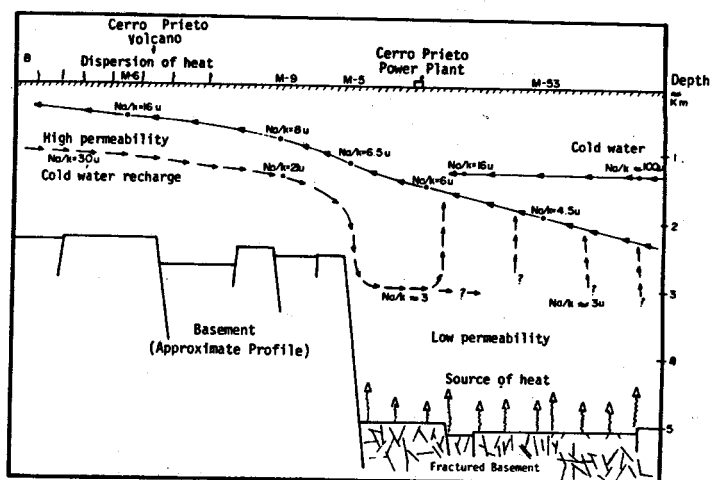 Cerro Prieto
Volcano
Cerro Prieto
Power Plant
B
Dispersion of heat
M-6
M-9
M-5
M-53
Depth
≈
Km
Na/k=16u
Na/k=8u
High permeability
Na/k=30u
Cold water recharge
Na/k=6.5u
Na/k=21u
Na/k=6u
Na/k=16u
Cold water
Na/k≈100u
1
Na/k=4.5u
2
Na/k≈3
?
?
?
Na/k≈3u
?
3
Basement
(Approximate Profile)
Low permeability
Source of heat
5
Fractured Basement